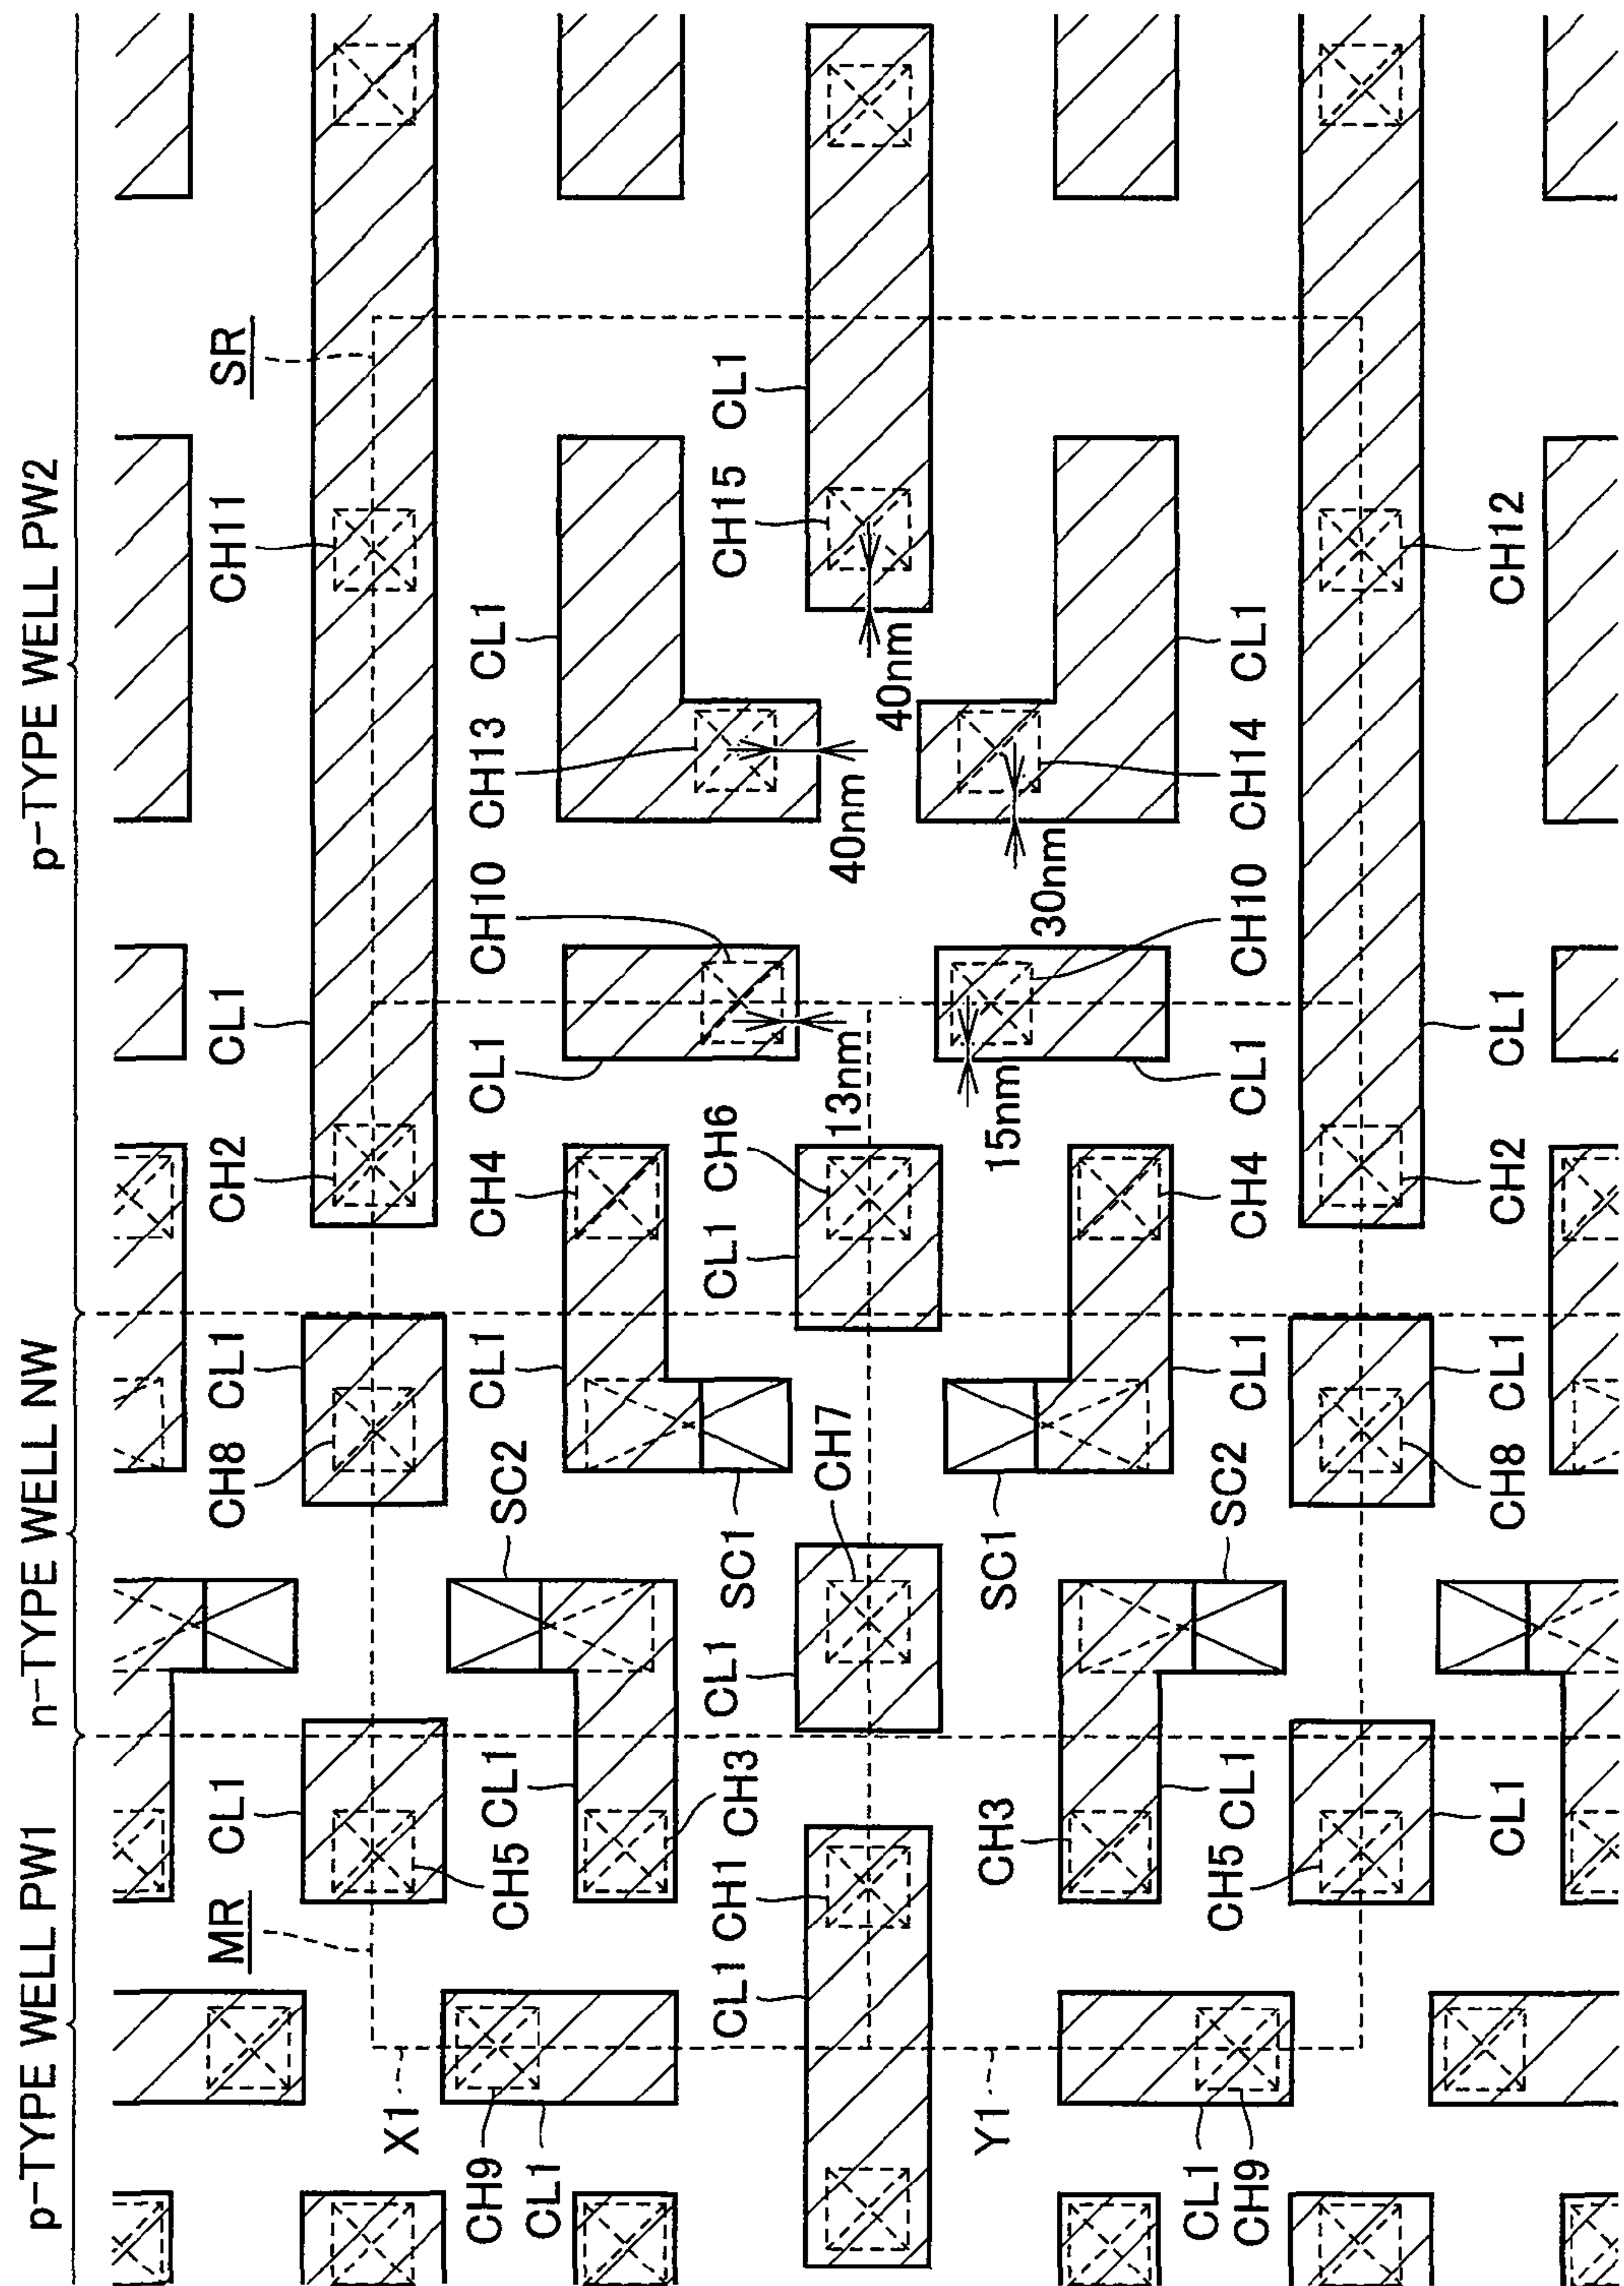 p-TYPE WELL PW1
n-TYPE WELL NW
p-TYPE WELL PW2
MR
CL1
CH8
CL1
CH2
CL1
CH11
SR
X1
CH9
CL1
CH5
CL1
SC2
CL1
CH4
CL1
CH10
CH13
CL1
CL1
CH1
CH3
CL1
SC1
CH7
CL1
CH6
CH15
CL1
13nm
40nm
40nm
Y1
CH3
SC1
15nm
30nm
CL1
CH9
CH5
CL1
SC2
CL1
CH4
CL1
CH10
CH14
CL1
CL1
CH8
CL1
CH2
CL1
CH12